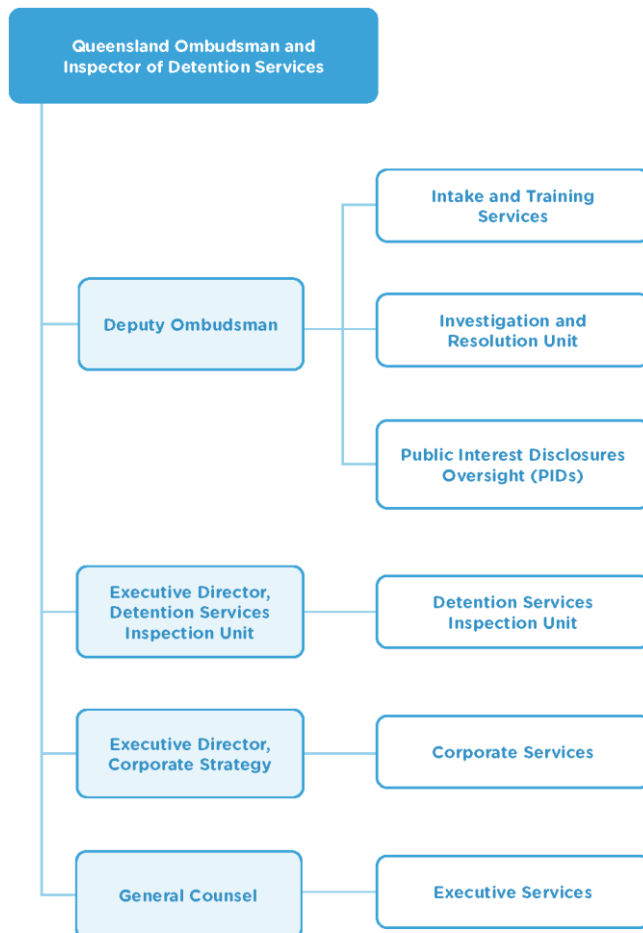 Queensland Ombudsman and
Inspector of Detention Services
Intake and Training
Services
Deputy Ombudsman
Investigation and
Resolution Unit
Public Interest Disclosures
Oversight (PIDs)
Executive Director,
Detention Services
Inspection Unit
Detention Services
Inspection Unit
Executive Director,
Corporate Strategy
Corporate Services
General Counsel
Executive Services